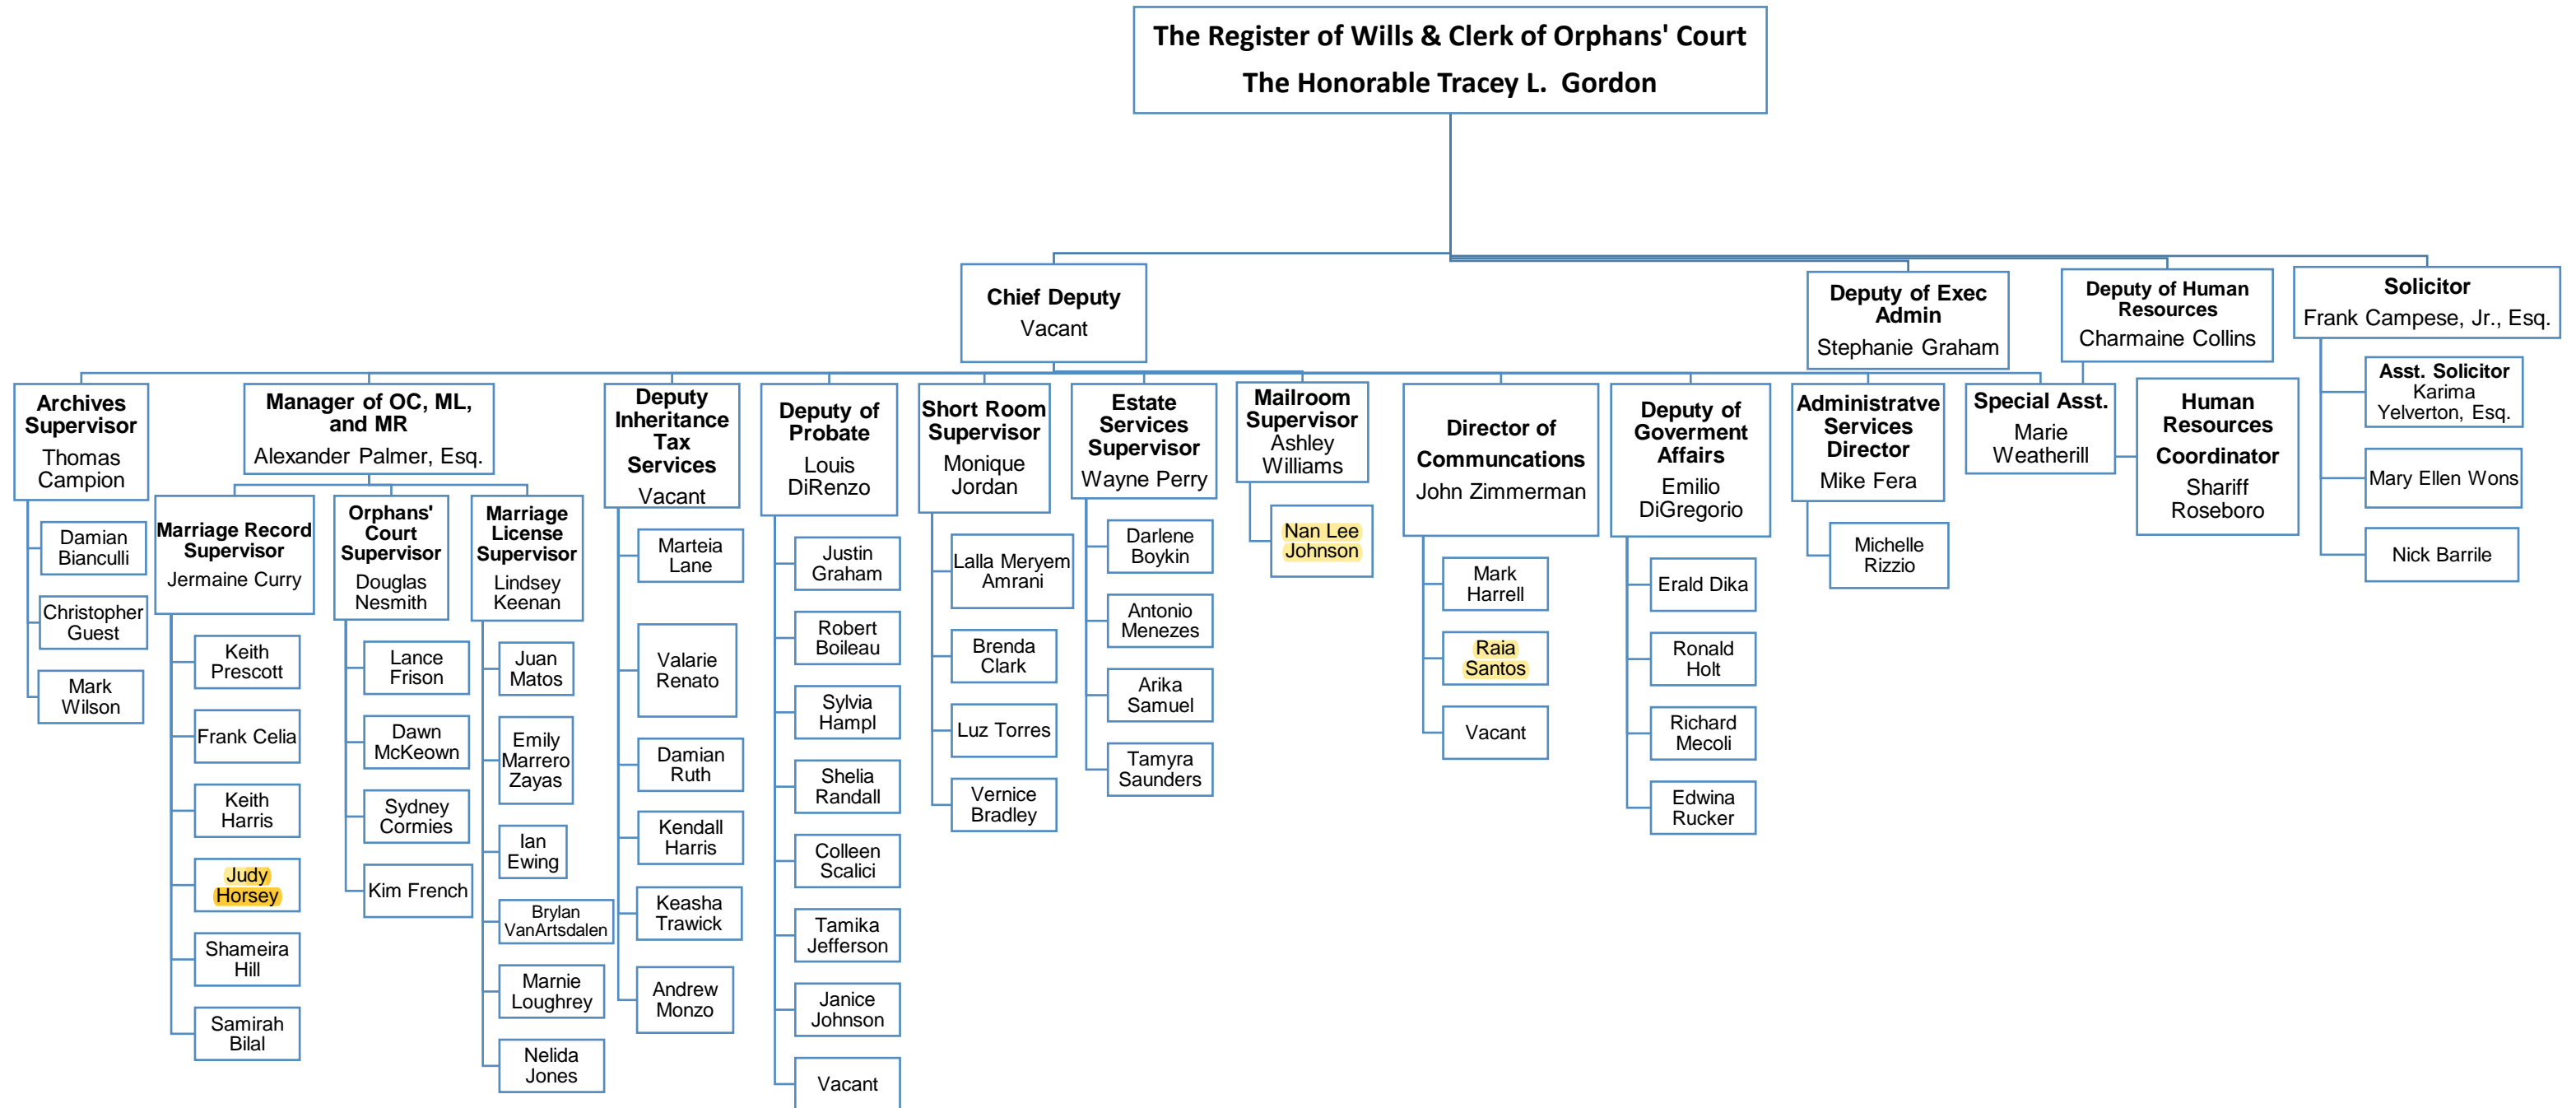 The Register of Wills & Clerk of Orphans' Court
The Honorable Tracey L. Gordon
Chief Deputy
Vacant
Deputy of Exec
Admin
Stephanie Graham
Deputy of Human
Resources
Charmaine Collins
Solicitor
Frank Campese, Jr., Esq.
Asst. Solicitor
Karima
Yelverton, Esq.
Mary Ellen Wons
Nick Barrile
Archives
Supervisor
Thomas
Campion
Damian
Bianculli
Christopher
Guest
Mark
Wilson
Manager of OC, ML,
and MR
Alexander Palmer, Esq.
Marriage Record
Supervisor
Jermaine Curry
Keith
Prescott
Frank Celia
Keith
Harris
Judy
Horsey
Shameira
Hill
Samirah
Bilal
Orphans'
Court
Supervisor
Douglas
Nesmith
Lance
Frison
Dawn
McKeown
Sydney
Cormies
Kim French
Marriage
License
Supervisor
Lindsey
Keenan
Juan
Matos
Emily
Marrero
Zayas
Ian
Ewing
Brylan
VanArtsdalen
Marnie
Loughrey
Nelida
Jones
Deputy
Inheritance
Tax
Services
Vacant
Marteia
Lane
Valarie
Renato
Damian
Ruth
Kendall
Harris
Keasha
Trawick
Andrew
Monzo
Deputy of
Probate
Louis
DiRenzo
Justin
Graham
Robert
Boileau
Sylvia
Hampl
Shelia
Randall
Colleen
Scalici
Tamika
Jefferson
Janice
Johnson
Vacant
Short Room
Supervisor
Monique
Jordan
Lalla Meryem
Amrani
Brenda
Clark
Luz Torres
Vernice
Bradley
Estate
Services
Supervisor
Wayne Perry
Darlene
Boykin
Antonio
Menezes
Arika
Samuel
Tamyra
Saunders
Mailroom
Supervisor
Ashley
Williams
Nan Lee
Johnson
Director of
Communcations
John Zimmerman
Mark
Harrell
Raia
Santos
Vacant
Deputy of
Goverment
Affairs
Emilio
DiGregorio
Erald Dika
Ronald
Holt
Richard
Mecoli
Edwina
Rucker
Administratve
Services
Director
Mike Fera
Michelle
Rizzio
Special Asst.
Marie
Weatherill
Human
Resources
Coordinator
Shariff
Roseboro